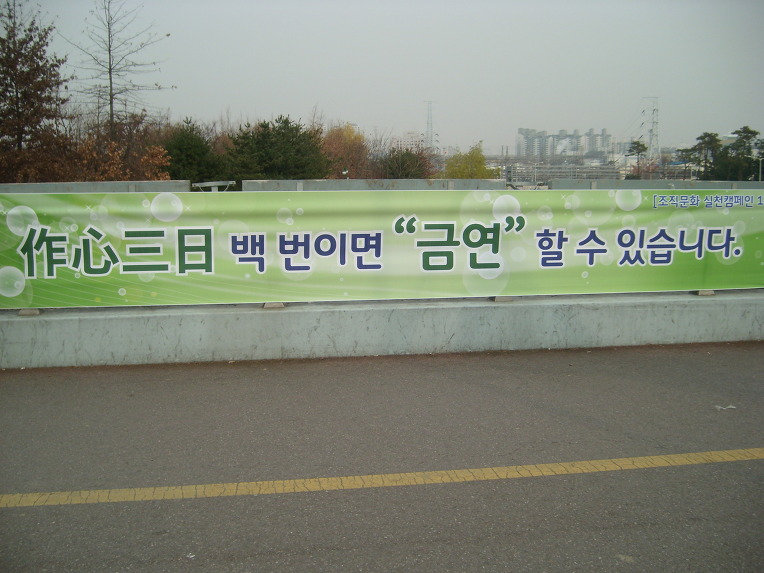 [조직문화 실천캠페인 1
作心三日 백 번이면 “금연” 할 수 있습니다.